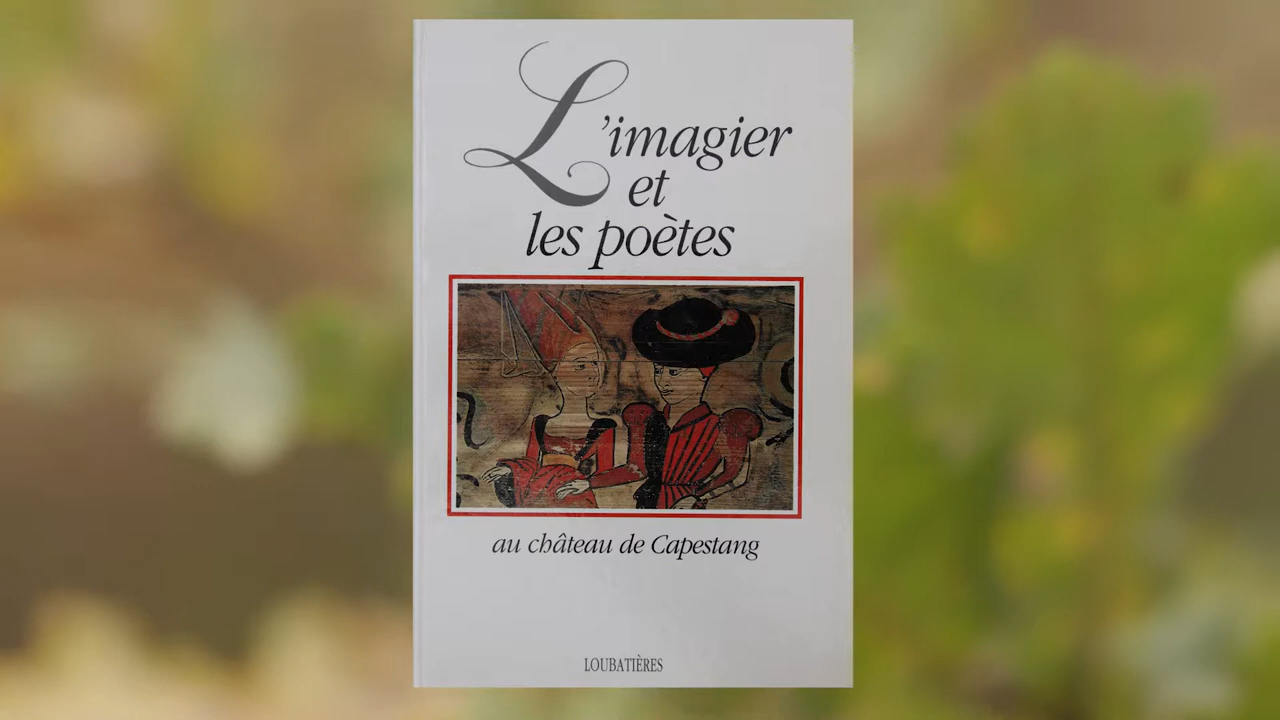 L'imagier
et
les poètes
au château de Capestang
LOUBATIÈRES